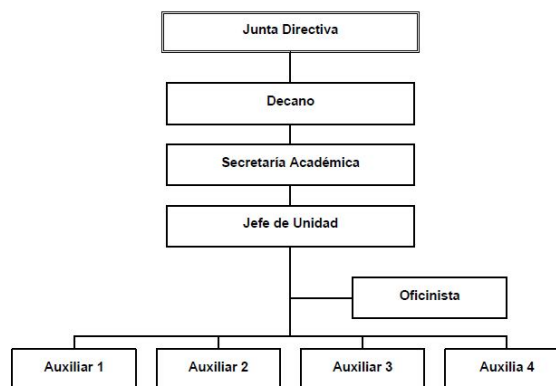 Junta Directiva
Decano
Secretaría Académica
Jefe de Unidad
Oficinista
Auxiliar 1
Auxiliar 2
Auxiliar 3
Auxilia 4